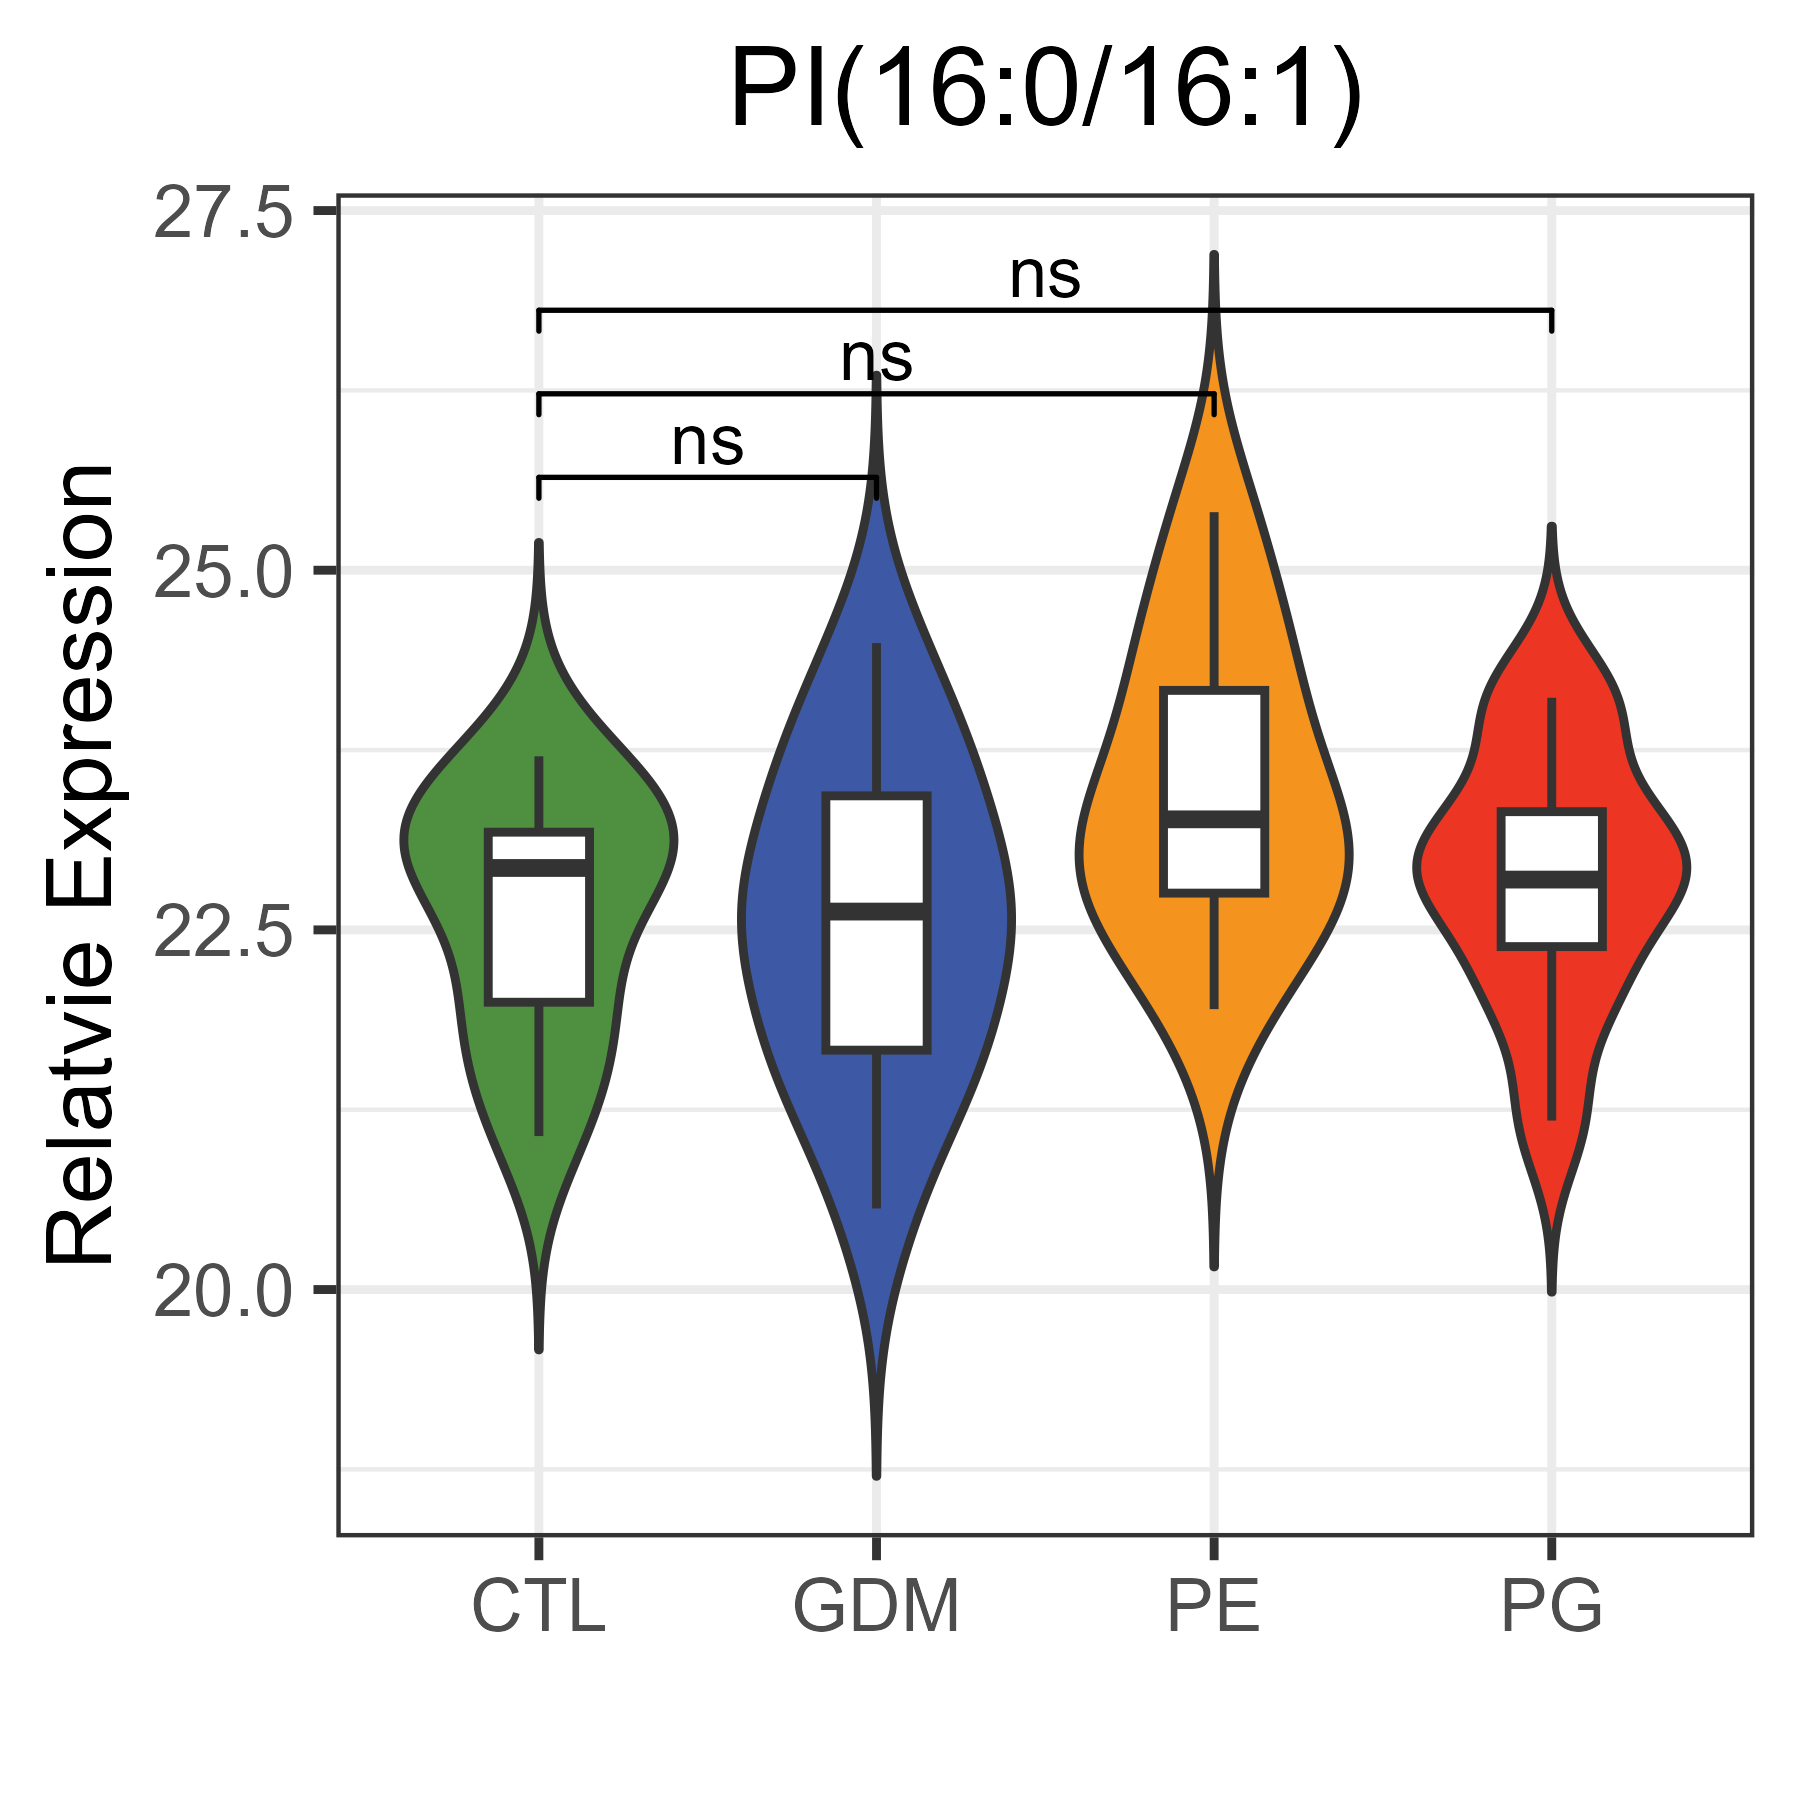 PI(16:0/16:1)
27.5
25.0
22.5
20.0
Relatvie Expression
ns
ns
ns
CTL
GDM
PE
PG